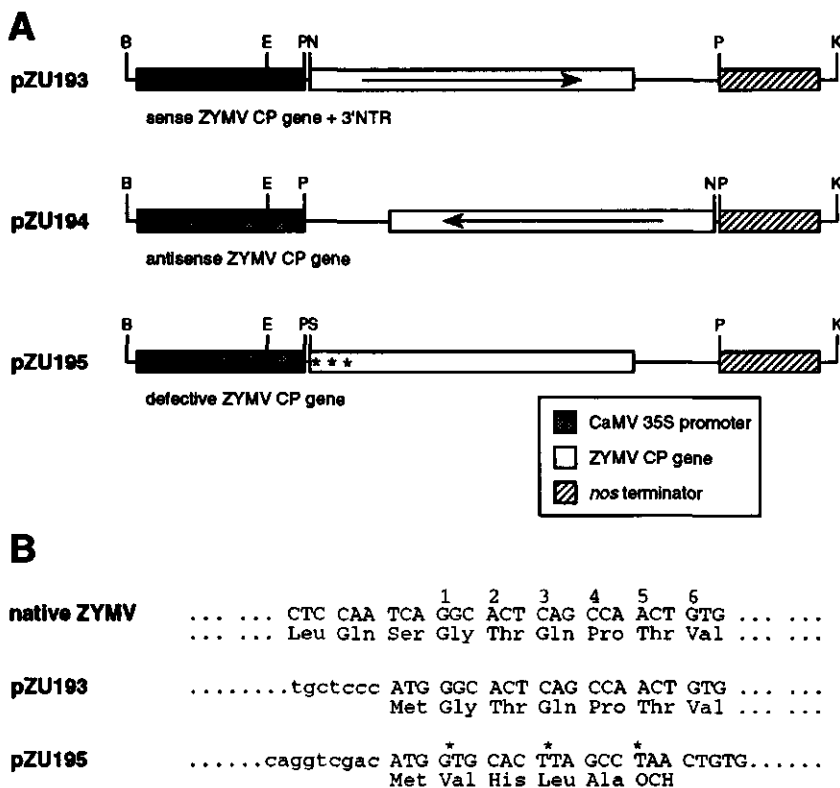 A
B E PN P K
pZU193
sense ZYMV CP gene + 3'NTR
B E P NP K
pZU194
antisense ZYMV CP gene
B E PS P K
pZU195
* * *
defective ZYMV CP gene
CaMV 35S promoter
ZYMV CP gene
nos terminator
B
1 2 3 4 5 6
native ZYMV ... ... CTC CAA TCA GGC ACT CAG CCA ACT GTG ... ...
... ... Leu Gln Ser Gly Thr Gln Pro Thr Val ... ...
pZU193 .........tgctccc ATG GGC ACT CAG CCA ACT GTG ... ...
Met Gly Thr Gln Pro Thr Val ... ...
* * *
pZU195 ......caggtcgac ATG GTG CAC TTA GCC TAA CTGTG......
Met Val His Leu Ala OCH